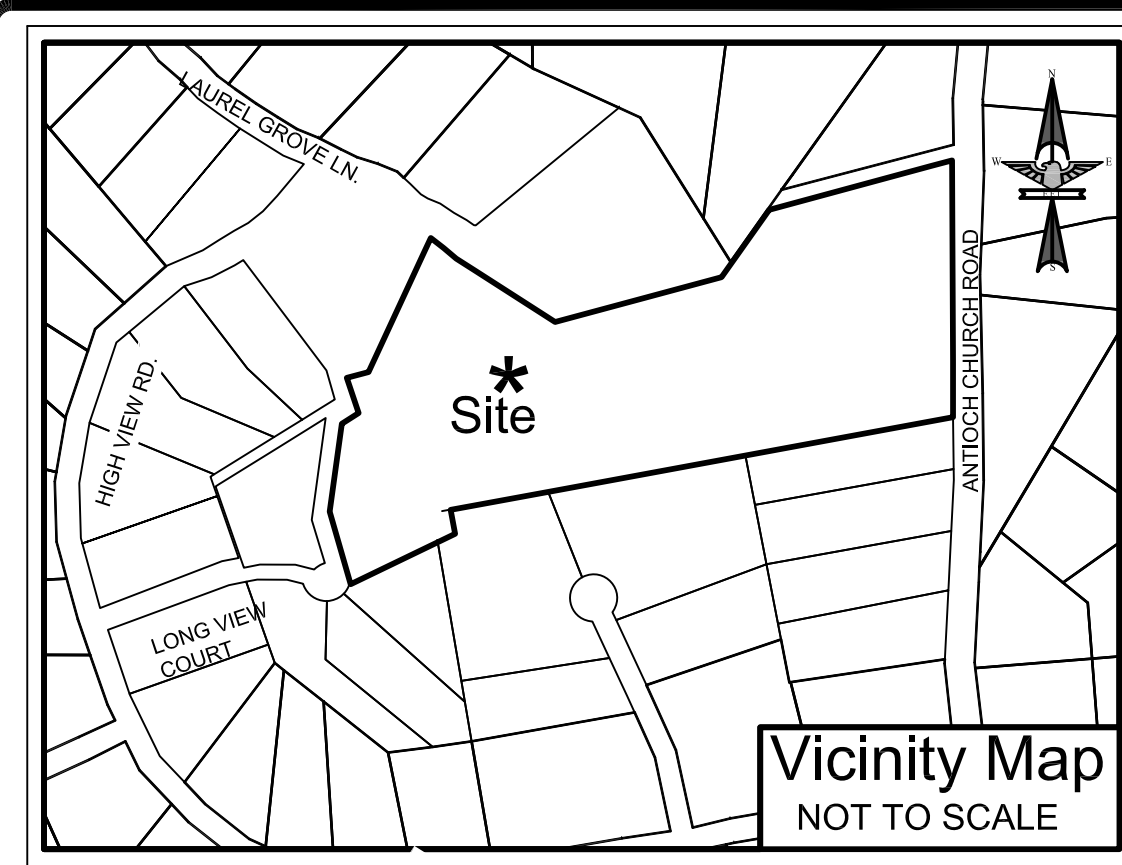 LAUREL GROVE LN.
N
W
E
S
ANTIOCH CHURCH ROAD
HIGH VIEW RD.
*
Site
LONG VIEW
COURT
Vicinity Map
NOT TO SCALE